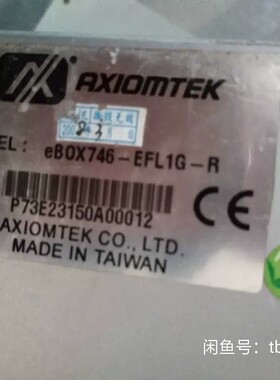 AXIOMTEK
EL: eBOX746-EFL1G-R
P73E23150A00012
CE
AXIOMTEK CO., LTD.
MADE IN TAIWAN
闲鱼号: tb